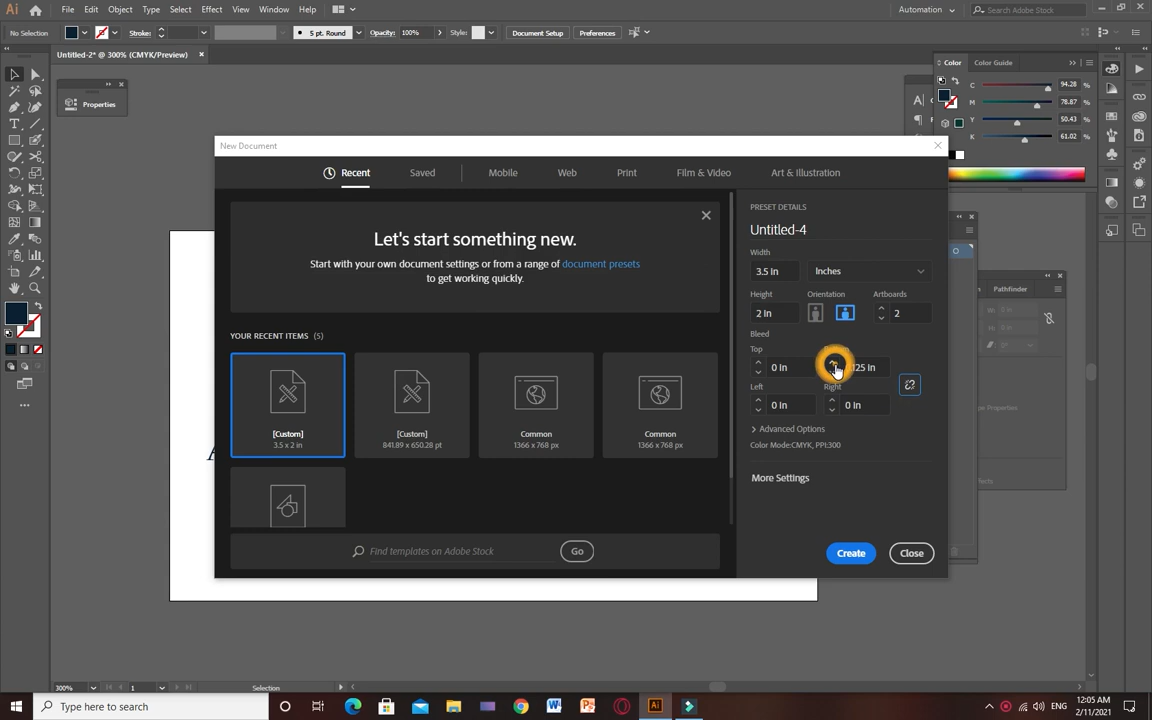 Ai File Edit Object Type Select Effect View Window Help Automation Search Adobe Stock
No Selection Stroke: 5 pt. Round Opacity: 100% Style: Document Setup Preferences
Untitled-2* @ 300% (CMYK/Preview)
Properties
Color Color Guide
C 94.28 %
M 78.87 %
Y 50.43 %
K 61.02 %
New Document
Recent Saved Mobile Web Print Film & Video Art & Illustration
Let's start something new.
Start with your own document settings or from a range of document presets
to get working quickly.
YOUR RECENT ITEMS (5)
[Custom]
3.5 x 2 in
[Custom]
841.89 x 650.28 pt
Common
1366 x 768 px
Common
1366 x 768 px
Find templates on Adobe Stock Go
PRESET DETAILS
Untitled-4
Width
3.5 in Inches
Height Orientation Artboards
2 in 2
Bleed
Top
0 in 125 in
Left Right
0 in 0 in
Advanced Options
Color Mode:CMYK, PPI:300
More Settings
Create Close
Pathfinder
300% 1 Selection
Type here to search
ENG
12:05 AM
2/11/2021